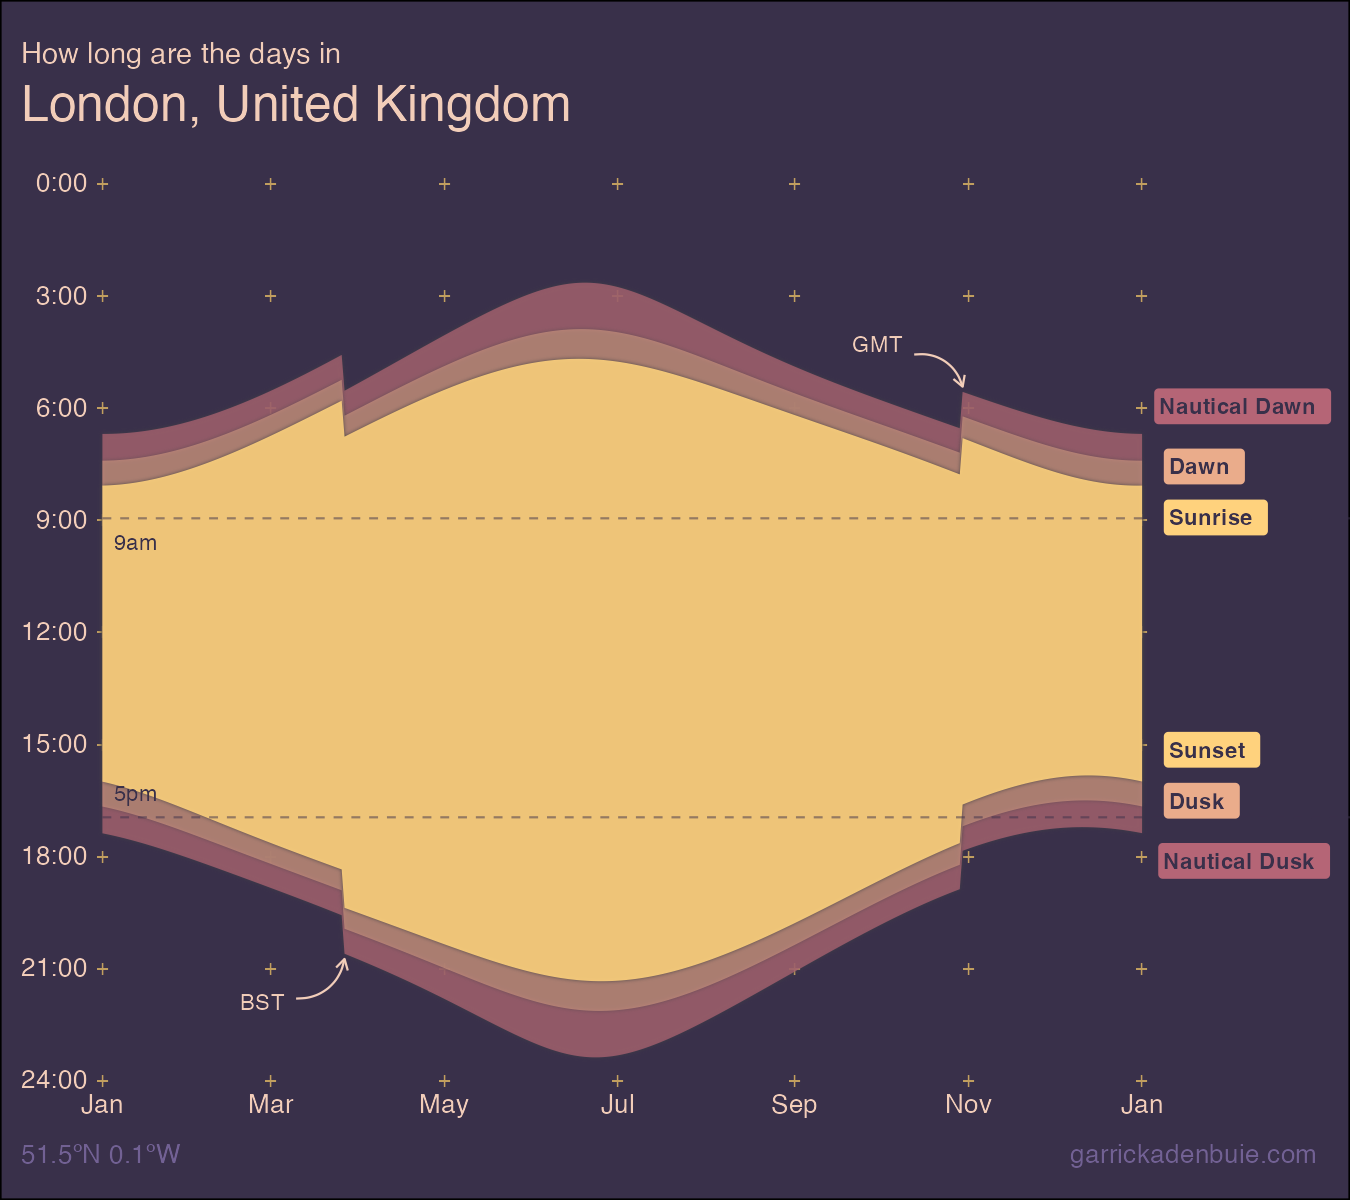 How long are the days in
London, United Kingdom
0:00
3:00
GMT
6:00
Nautical Dawn
Dawn
9:00
Sunrise
9am
12:00
15:00
Sunset
5pm
Dusk
18:00
Nautical Dusk
21:00
BST
24:00
Jan Mar May Jul Sep Nov Jan
51.5°N 0.1°W
garrickadenbuie.com